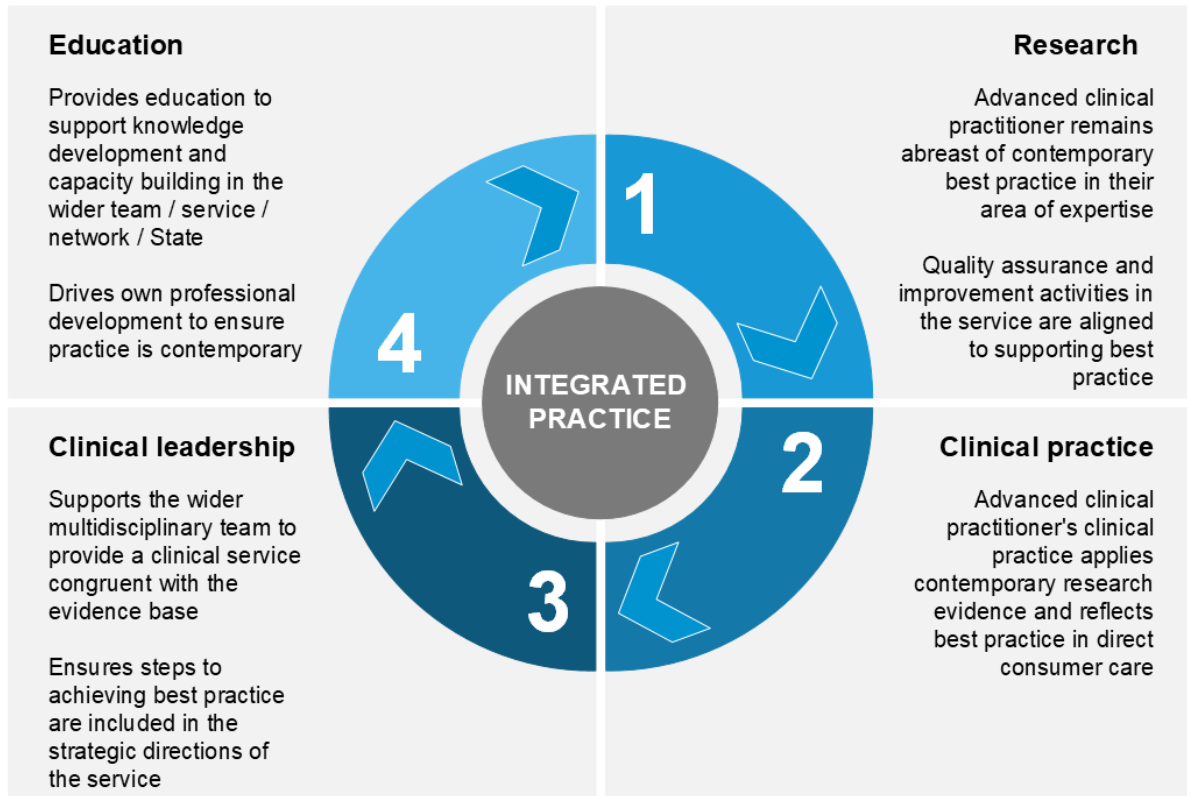 Education
Provides education to
support knowledge
development and
capacity building in the
wider team / service /
network / State
Drives own professional
development to ensure
practice is contemporary
Research
Advanced clinical
practitioner remains
abreast of contemporary
best practice in their
area of expertise
Quality assurance and
improvement activities in
the service are aligned
to supporting best
practice
1
4
INTEGRATED
PRACTICE
2
3
Clinical leadership
Supports the wider
multidisciplinary team to
provide a clinical service
congruent with the
evidence base
Ensures steps to
achieving best practice
are included in the
strategic directions of
the service
Clinical practice
Advanced clinical
practitioner's clinical
practice applies
contemporary research
evidence and reflects
best practice in direct
consumer care